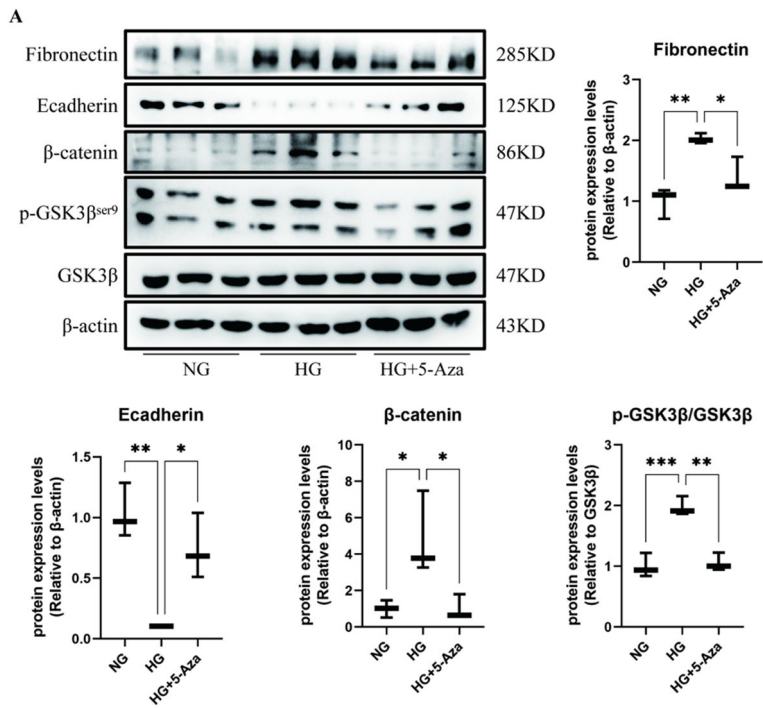 A
Fibronectin 285KD
Ecadherin 125KD
β-catenin 86KD
p-GSK3βser9 47KD
GSK3β 47KD
β-actin 43KD
NG HG HG+5-Aza
Fibronectin
protein expression levels
(Relative to β-actin)
3
2
1
0
** *
NG HG HG+5-Aza
Ecadherin
protein expression levels
(Relative to β-actin)
1.5
1.0
0.5
0.0
** *
NG HG HG+5-Aza
β-catenin
protein expression levels
(Relative to β-actin)
10
8
6
4
2
0
* *
NG HG HG+5-Aza
p-GSK3β/GSK3β
protein expression levels
(Relative to GSK3β)
3
2
1
0
*** **
NG HG HG+5-Aza